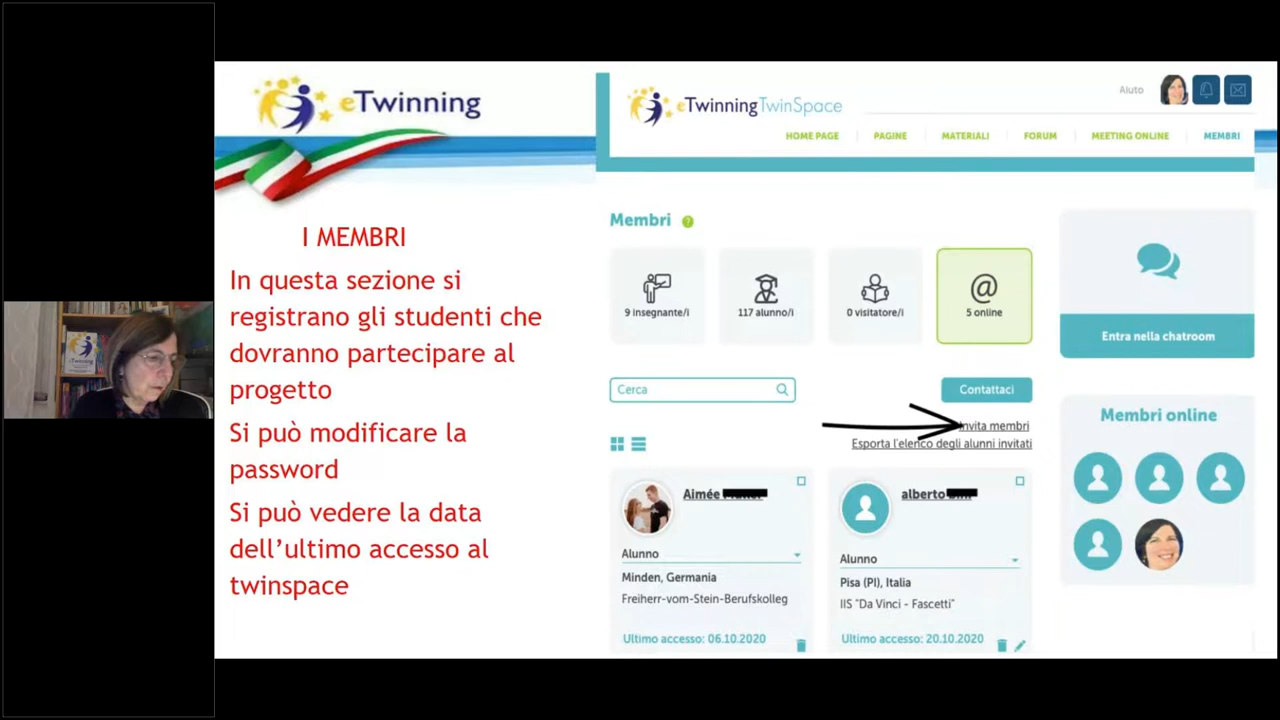 eTwinning
I MEMBRI
In questa sezione si
registrano gli studenti che
dovranno partecipare al
progetto
Si può modificare la
password
Si può vedere la data
dell'ultimo accesso al
twinspace
Aiuto
eTwinningTwinSpace
HOME PAGE
PAGINE
MATERIALI
FORUM
MEETING ONLINE
MEMBRI
Membri ?
9 insegnante/i
117 alunno/i
0 visitatore/i
@
5 online
Entra nella chatroom
Cerca
Contattaci
Invita membri
Esporta l'elenco degli alunni invitati
Membri online
Aimée
Alunno
Minden, Germania
Freiherr-vom-Stein-Berufskolleg
Ultimo accesso: 06.10.2020
alberto
Alunno
Pisa (PI), Italia
IIS "Da Vinci - Fascetti"
Ultimo accesso: 20.10.2020
eTwinning